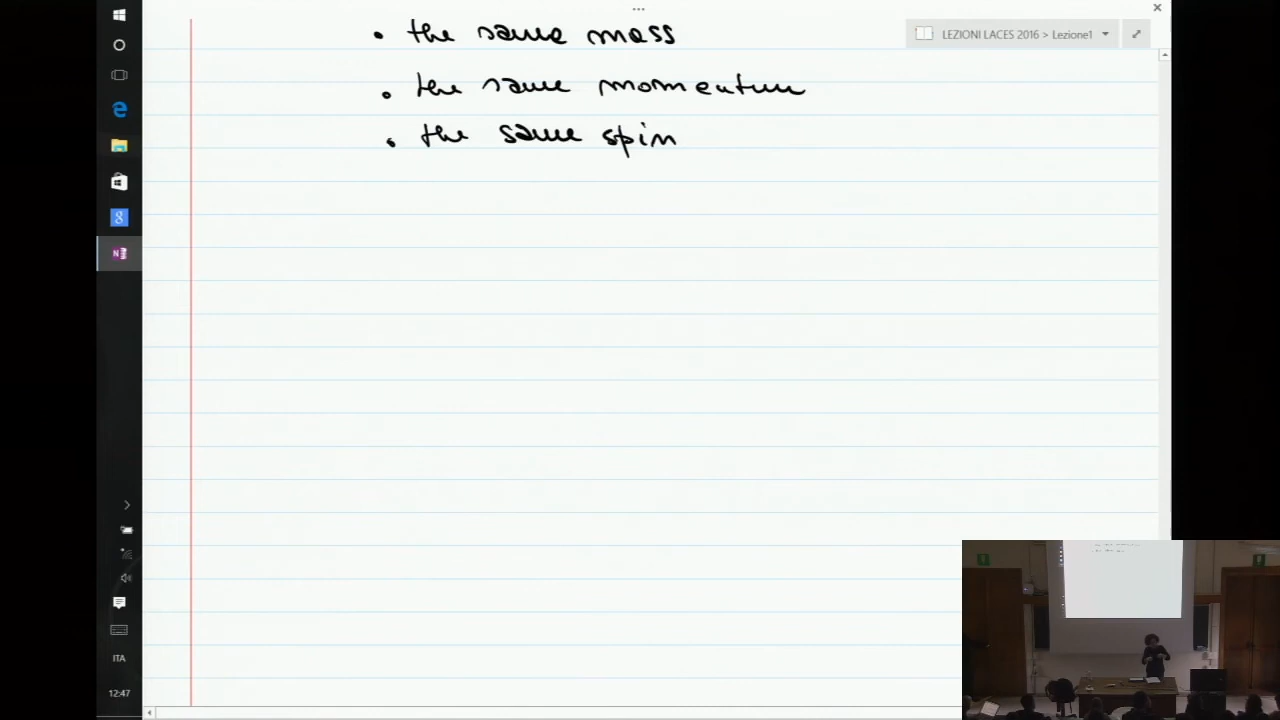 • the same mass
LEZIONI LACES 2016 > Lezione1
• the same momentum
• the same spin
ITA
12:47